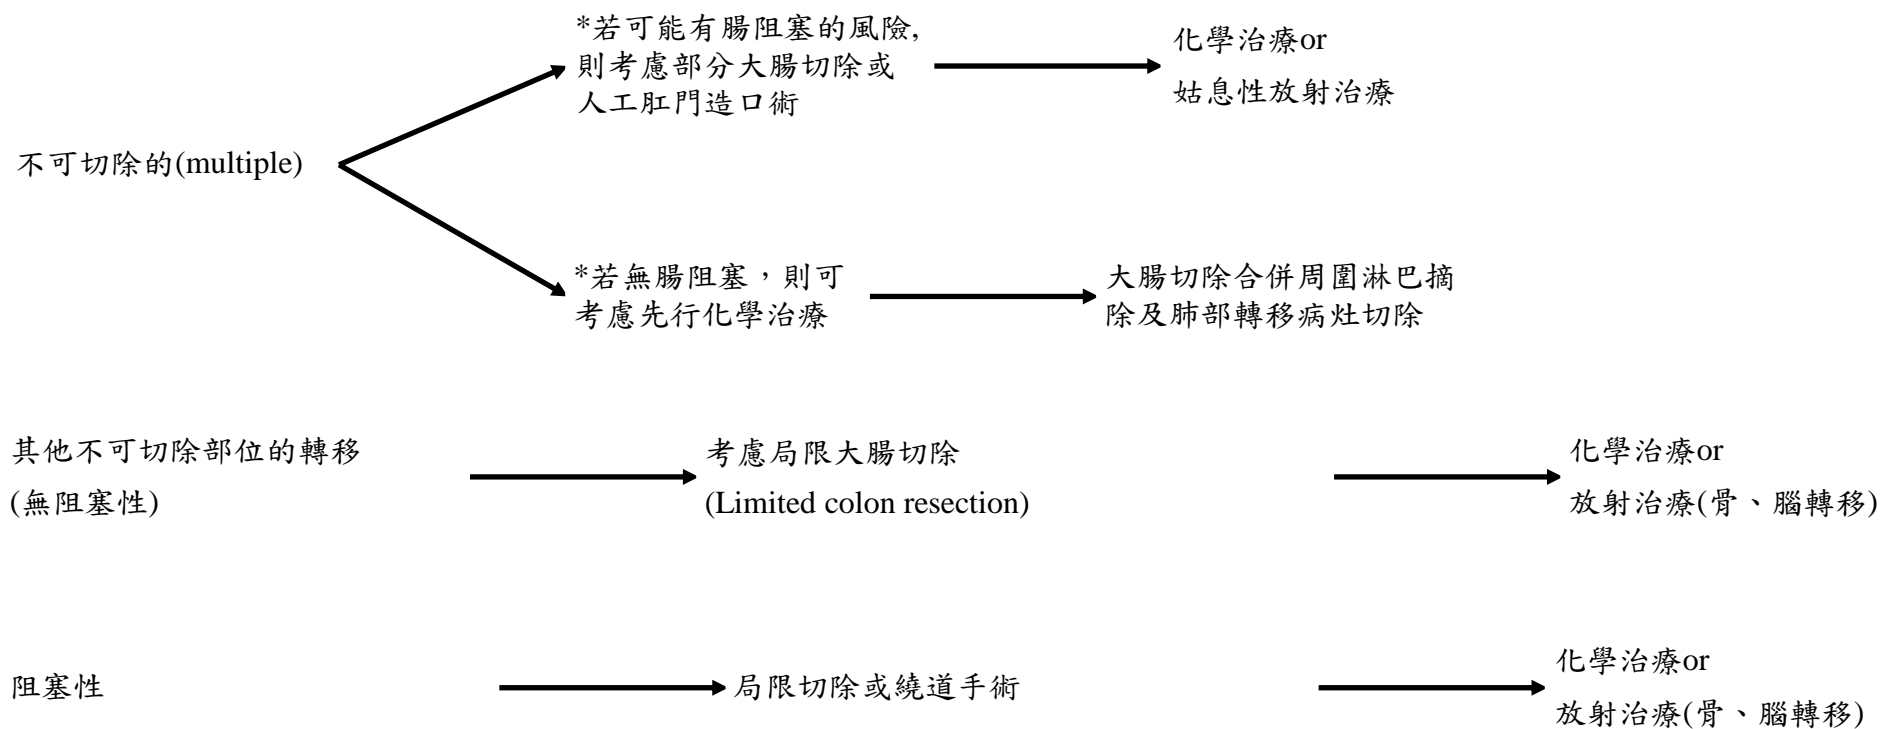 *若可能有腸阻塞的風險,
則考慮部分大腸切除或
人工肛門造口術
化學治療or
姑息性放射治療
不可切除的(multiple)
*若無腸阻塞，則可
考慮先行化學治療
大腸切除合併周圍淋巴摘
除及肺部轉移病灶切除
其他不可切除部位的轉移
(無阻塞性)
考慮局限大腸切除
(Limited colon resection)
化學治療or
放射治療(骨、腦轉移)
阻塞性
局限切除或繞道手術
化學治療or
放射治療(骨、腦轉移)